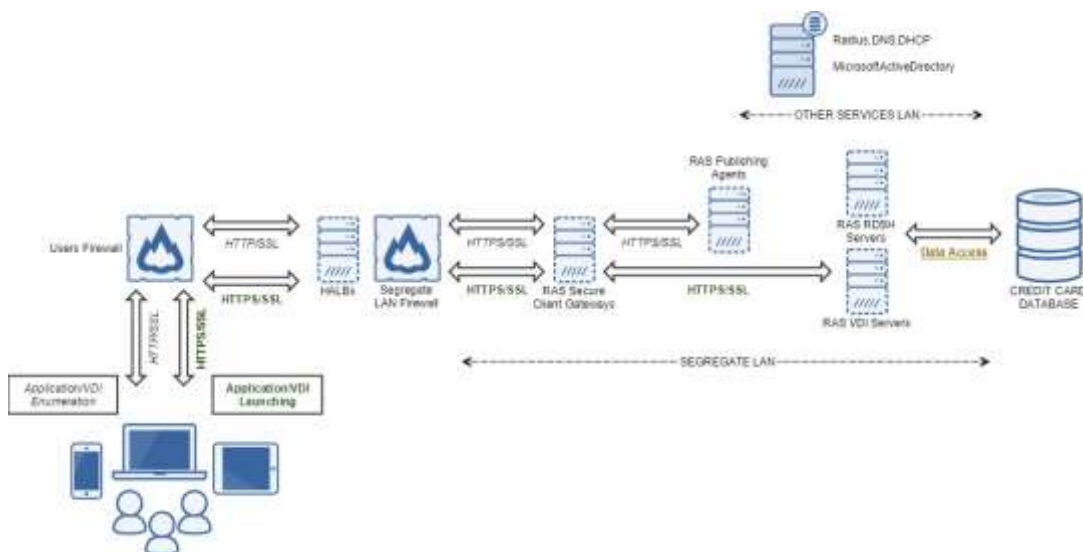 Radius, DNS, DHCP
MicrosoftActiveDirectory
OTHER SERVICES LAN
RAS Publishing
Agents
Users Firewall
HTTP/SSL
HTTP/SSL
HTTPS/SSL
HALBs
Segregate
LAN Firewall
HTTPS/SSL
HTTPS/SSL
RAS Secure
Client Gateways
HTTPS/SSL
HTTPS/SSL
RAS RDSH
Servers
RAS VDI Servers
Data Access
CREDIT CARD
DATABASE
SEGREGATE LAN
HTTPS/SSL
Application/VDI
Enumeration
Application/VDI
Launching